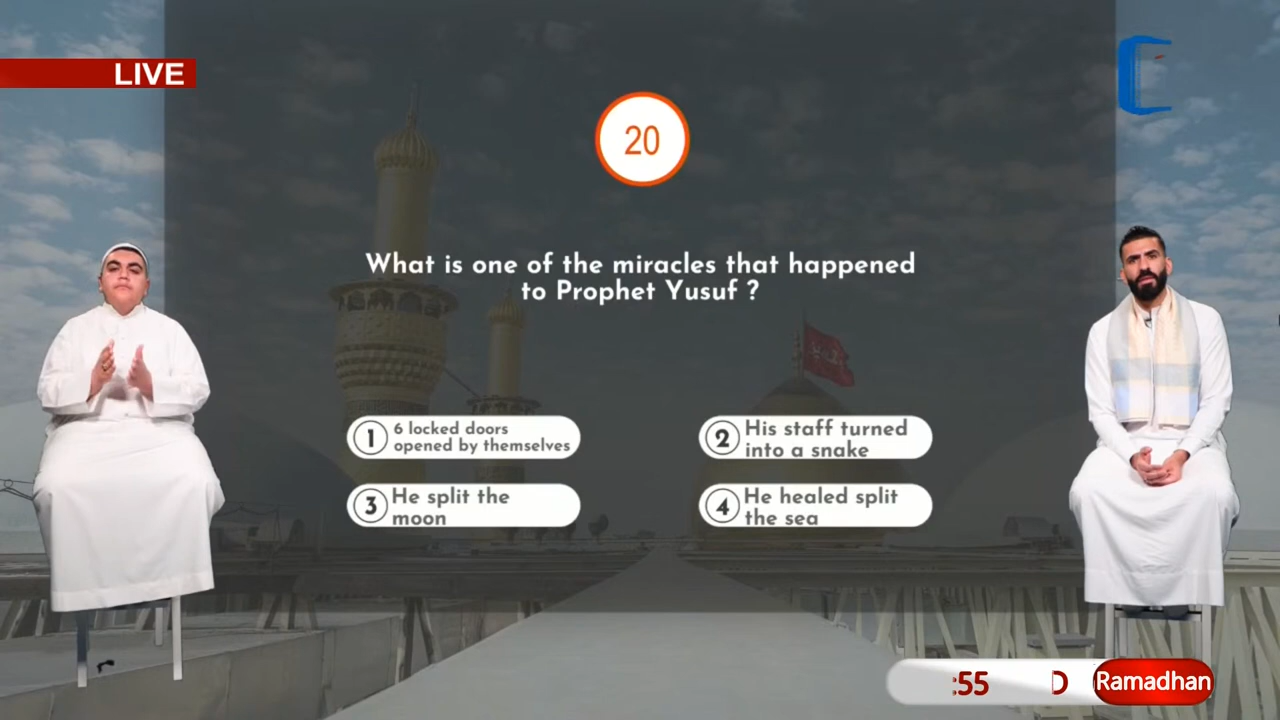 LIVE
20
What is one of the miracles that happened
to Prophet Yusuf ?
1 6 locked doors
opened by themselves
2 His staff turned
into a snake
3 He split the
moon
4 He healed split
the sea
:55 D Ramadhan